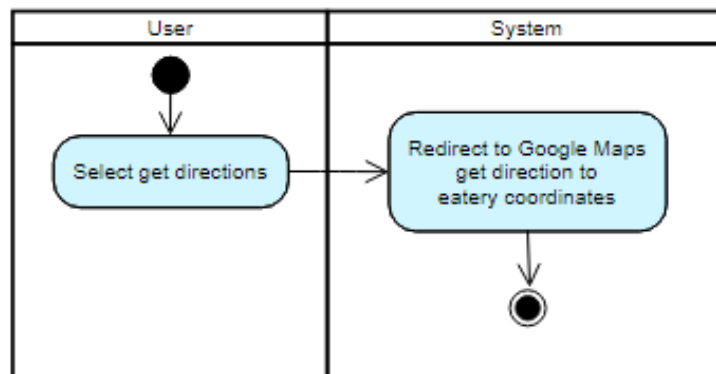 User
System
Select get directions
Redirect to Google Maps
get direction to
eatery coordinates